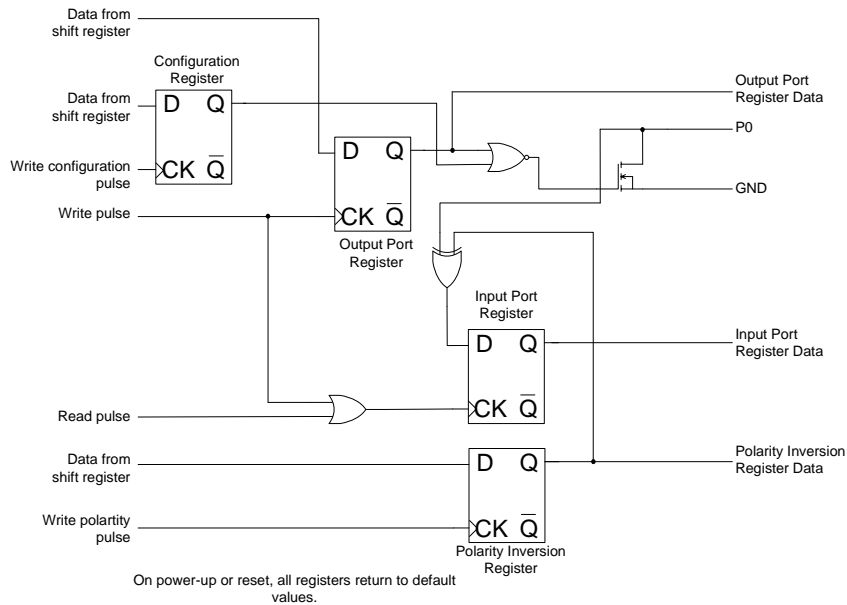 Data from
shift register
Configuration
Register
Data from
shift register
D Q
CK Q̅
Write configuration
pulse
Write pulse
D Q
CK Q̅
Output Port
Register
Output Port
Register Data
P0
GND
Input Port
Register
D Q
CK Q̅
Input Port
Register Data
Read pulse
Data from
shift register
D Q
CK Q̅
Polarity Inversion
Register Data
Write polartity
pulse
Polarity Inversion
Register
On power-up or reset, all registers return to default
values.